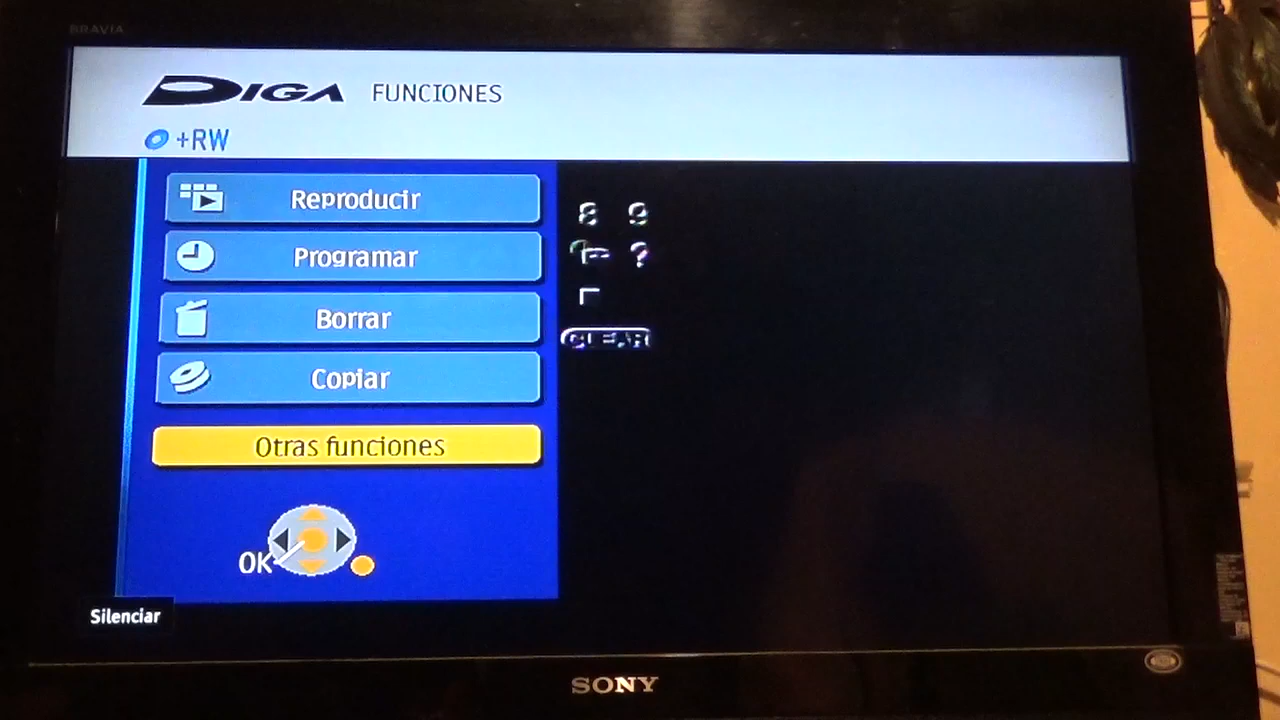 BRAVIA
DIGA FUNCIONES
+RW
Reproducir
Programar
Borrar
Copiar
Otras funciones
OK
Silenciar
8 9
?
CLEAR
SONY